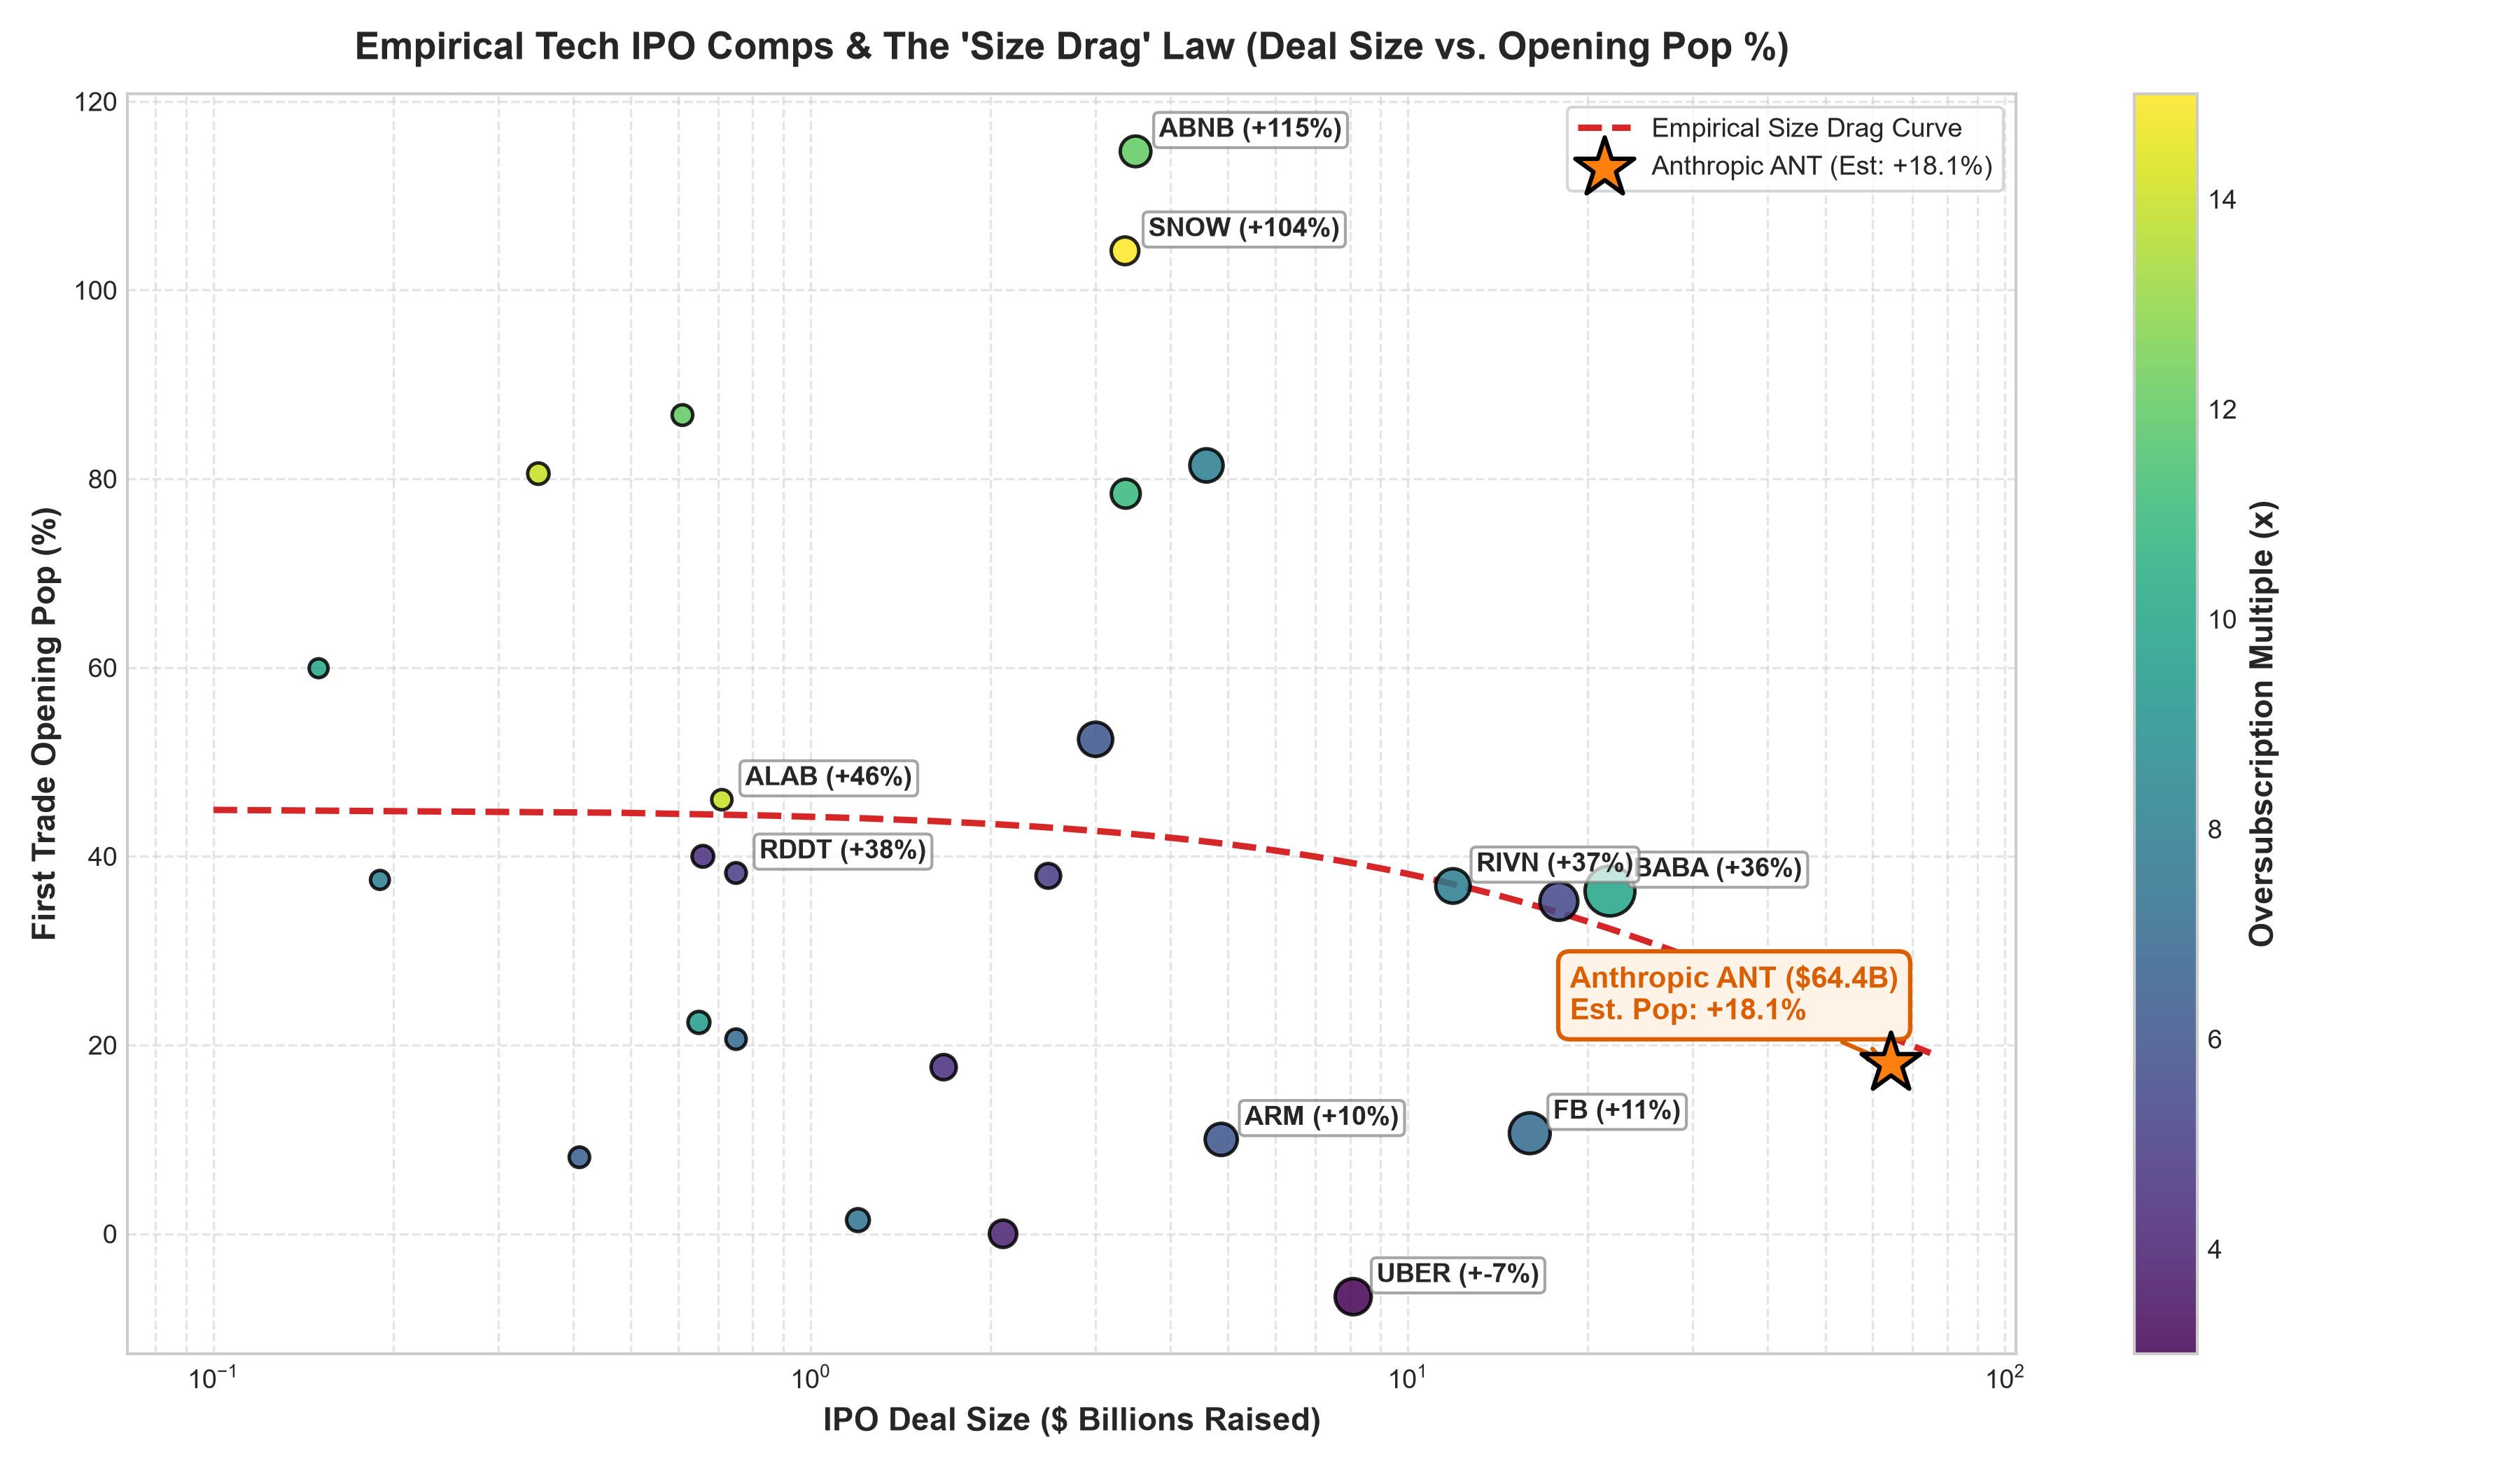 Empirical Tech IPO Comps & The 'Size Drag' Law (Deal Size vs. Opening Pop %)
Empirical Size Drag Curve
Anthropic ANT (Est: +18.1%)
First Trade Opening Pop (%)
120
100
80
60
40
20
0
ABNB (+115%)
SNOW (+104%)
ALAB (+46%)
RDDT (+38%)
RIVN (+37%)
BABA (+36%)
Anthropic ANT ($64.4B)
Est. Pop: +18.1%
ARM (+10%)
FB (+11%)
UBER (+-7%)
10⁻¹
10⁰
10¹
10²
IPO Deal Size ($ Billions Raised)
14
12
10
8
6
4
Oversubscription Multiple (x)